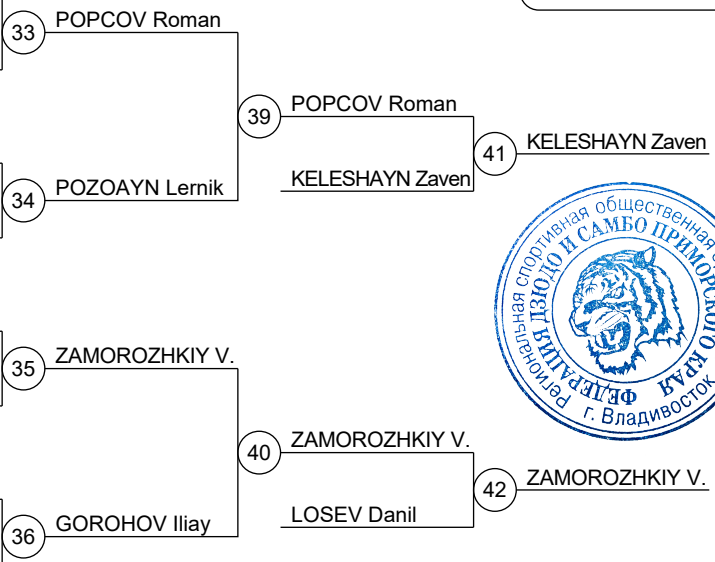 33
POPCOV Roman
39
POPCOV Roman
41
KELESHAYN Zaven
34
POZOAYN Lernik
KELESHAYN Zaven
Региональная спортивная общественная
ФЕДЕРАЦИЯ ДЗЮДО И САМБО ПРИМОРСКОГО КРАЯ
г. Владивосток
35
ZAMOROZHKIY V.
40
ZAMOROZHKIY V.
42
ZAMOROZHKIY V.
36
GOROHOV Iliay
LOSEV Danil